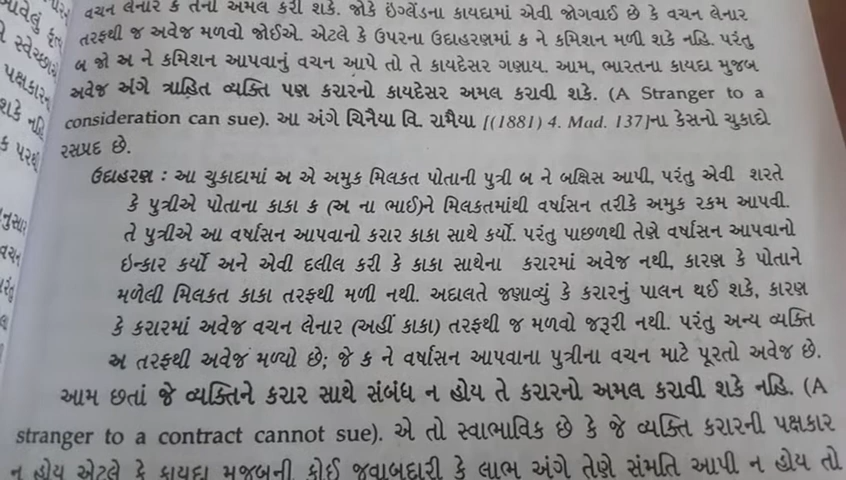 વચન લેનાર કે તેનો અમલ કરી શકે. જોકે ઇંગ્લેંડના કાયદામાં એવી જોગવાઈ છે કે વચન લેનાર
તરફથી જ અવેજ મળવો જોઈએ. એટલે કે ઉપરના ઉદાહરણમાં ક ને કમિશન મળી શકે નહિ. પરંતુ
બ જો અ ને કમિશન આપવાનું વચન આપે તો તે કાયદેસર ગણાય. આમ, ભારતના કાયદા મુજબ
અવેજ અંગે ત્રાહિત વ્યક્તિ પણ કરારનો કાયદેસર અમલ કરાવી શકે. (A Stranger to a
consideration can sue). આ અંગે ચિનૈયા વિ. રામૈયા [(1881) 4. Mad. 137]ના કેસનો ચુકાદો
રસપ્રદ છે.
ઉદાહરણ : આ ચુકાદામાં અ એ અમુક મિલકત પોતાની પુત્રી બ ને બક્ષિસ આપી, પરંતુ એવી શરતે
કે પુત્રીએ પોતાના કાકા ક (અ ના ભાઈ)ને મિલકતમાંથી વર્ષાસન તરીકે અમુક રકમ આપવી.
તે પુત્રીએ આ વર્ષાસન આપવાનો કરાર કાકા સાથે કર્યો. પરંતુ પાછળથી તેણે વર્ષાસન આપવાનો
ઇન્કાર કર્યો અને એવી દલીલ કરી કે કાકા સાથેના કરારમાં અવેજ નથી, કારણ કે પોતાને
મળેલી મિલકત કાકા તરફથી મળી નથી. અદાલતે જણાવ્યું કે કરારનું પાલન થઈ શકે, કારણ
કે કરારમાં અવેજ વચન લેનાર (અહીં કાકા) તરફથી જ મળવો જરૂરી નથી. પરંતુ અન્ય વ્યક્તિ
અ તરફથી અવેજ મળ્યો છે; જે ક ને વર્ષાસન આપવાના પુત્રીના વચન માટે પૂરતો અવેજ છે.
આમ છતાં જે વ્યક્તિને કરાર સાથે સંબંધ ન હોય તે કરારનો અમલ કરાવી શકે નહિ. (A
stranger to a contract cannot sue). એ તો સ્વાભાવિક છે કે જે વ્યક્તિ કરારની પક્ષકાર
ન હોય એટલે કે કાયદા મુજબની કોઈ જવાબદારી કે લાભ અંગે તેણે સંમતિ આપી ન હોય તો